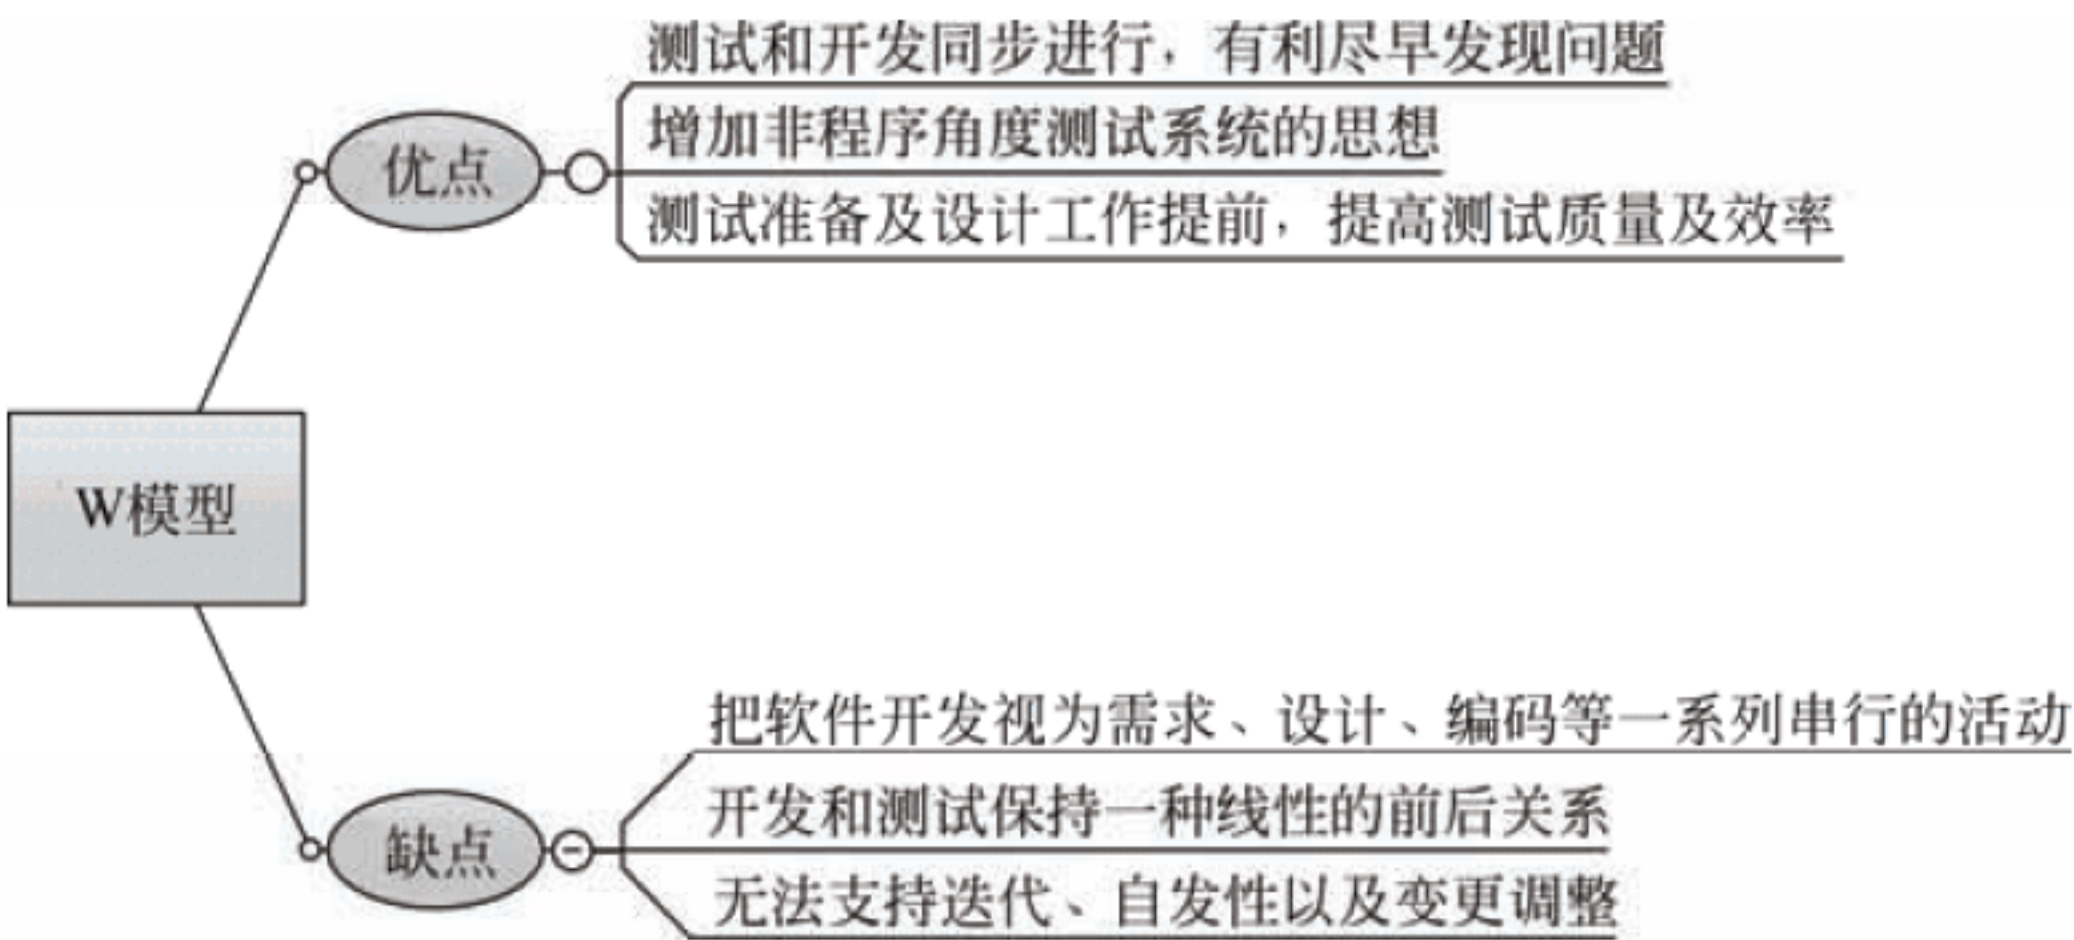 测试和开发同步进行，有利尽早发现问题
增加非程序角度测试系统的思想
优点
测试准备及设计工作提前，提高测试质量及效率
W模型
把软件开发视为需求、设计、编码等一系列串行的活动
开发和测试保持一种线性的前后关系
缺点
无法支持迭代、自发性以及变更调整